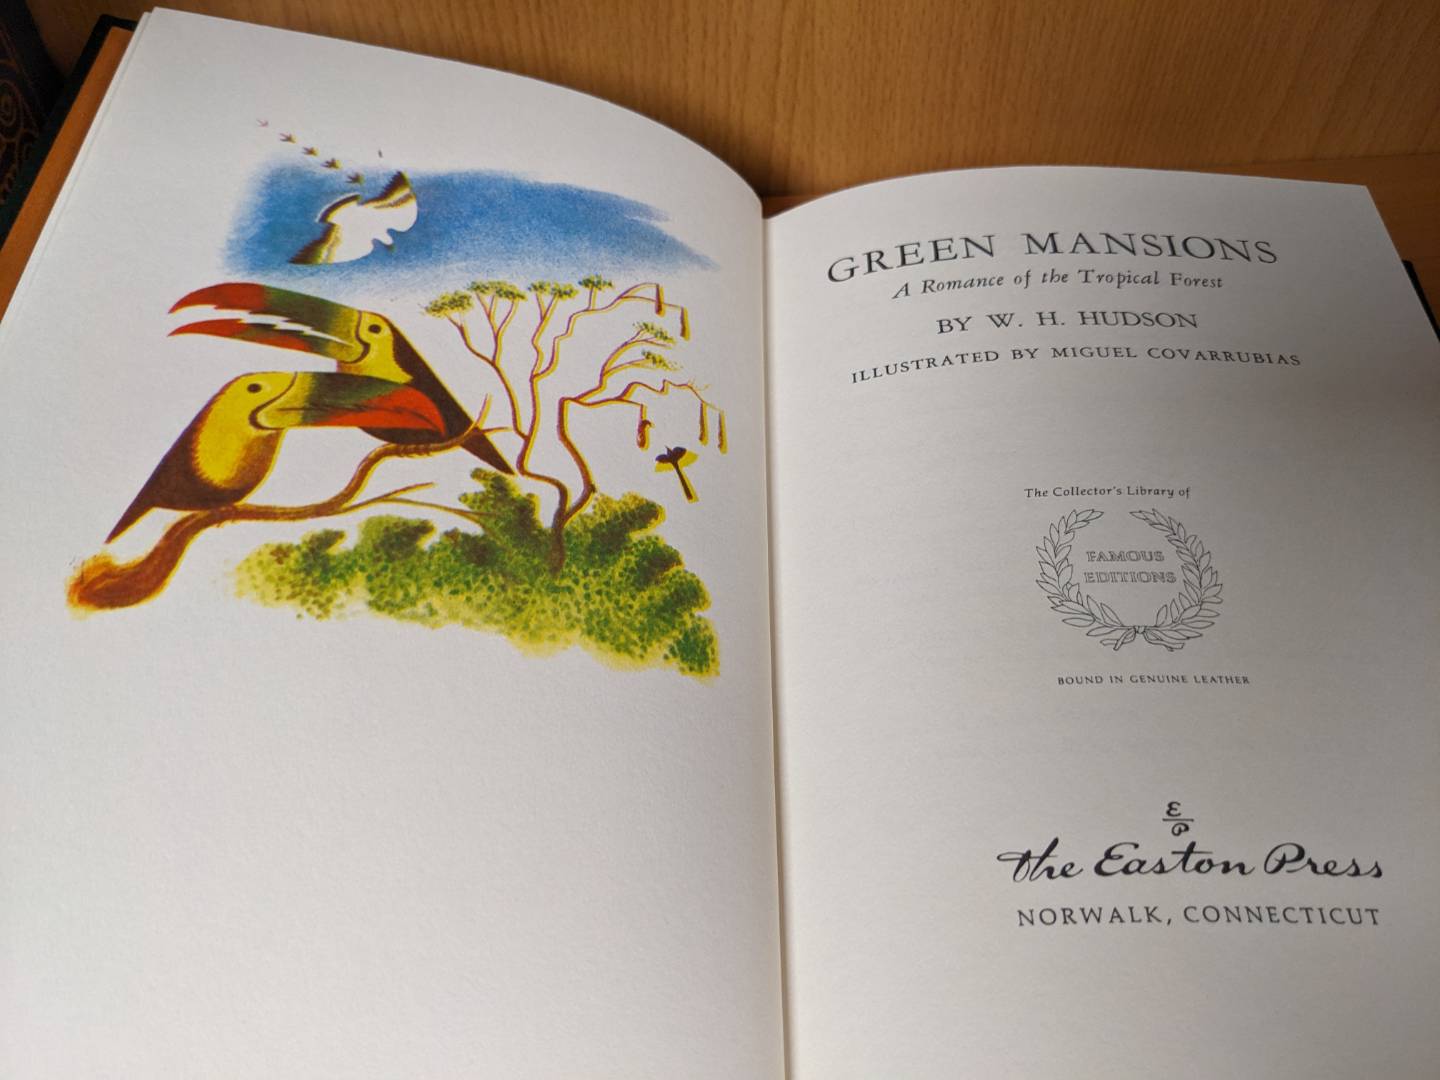 GREEN MANSIONS
A Romance of the Tropical Forest
BY W. H. HUDSON
ILLUSTRATED BY MIGUEL COVARRUBIAS
The Collector's Library of
FAMOUS
EDITIONS
BOUND IN GENUINE LEATHER
E
P
The Easton Press
NORWALK, CONNECTICUT